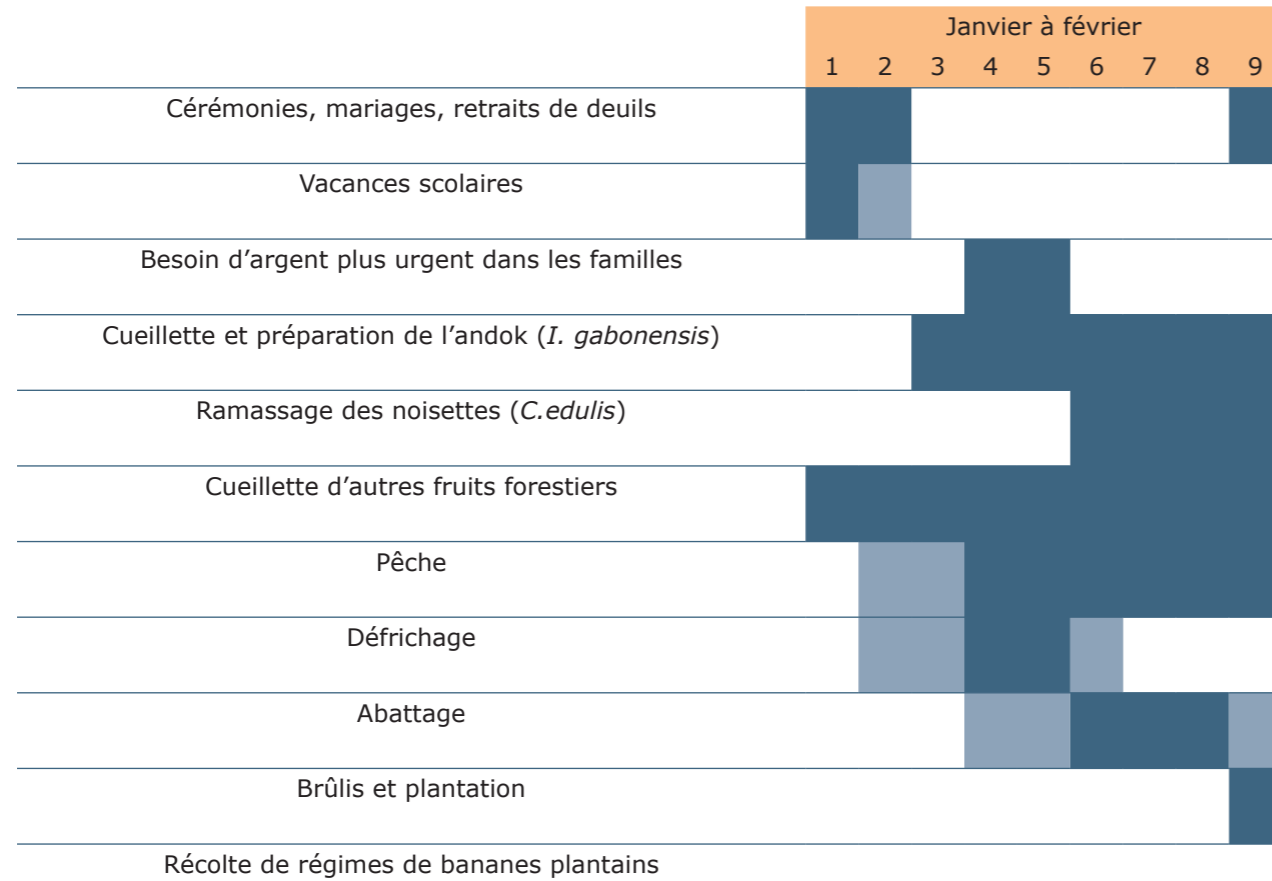 Janvier à février
1 2 3 4 5 6 7 8 9
Cérémonies, mariages, retraits de deuils
Vacances scolaires
Besoin d’argent plus urgent dans les familles
Cueillette et préparation de l’andok (I. gabonensis)
Ramassage des noisettes (C.edulis)
Cueillette d’autres fruits forestiers
Pêche
Défrichage
Abattage
Brûlis et plantation
Récolte de régimes de bananes plantains